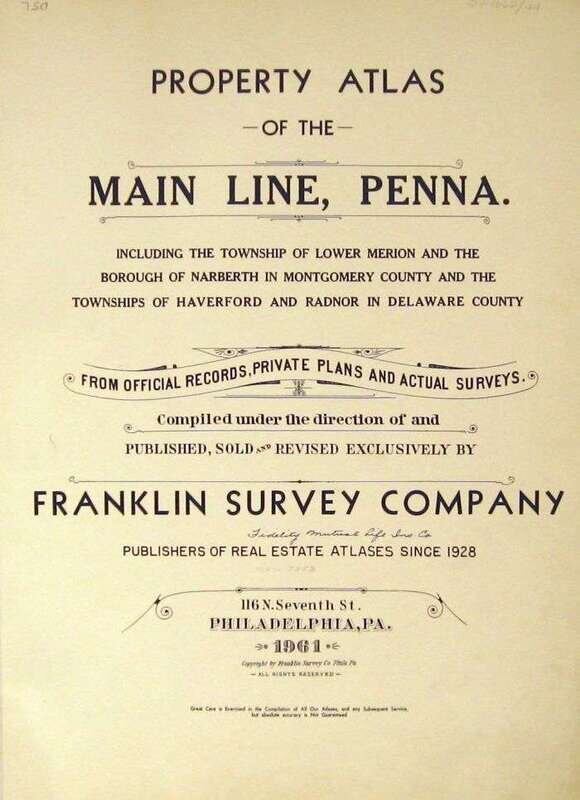 750
PROPERTY ATLAS
—OF THE—
MAIN LINE, PENNA.
INCLUDING THE TOWNSHIP OF LOWER MERION AND THE
BOROUGH OF NARBERTH IN MONTGOMERY COUNTY AND THE
TOWNSHIPS OF HAVERFORD AND RADNOR IN DELAWARE COUNTY
FROM OFFICIAL RECORDS, PRIVATE PLANS AND ACTUAL SURVEYS.
Compiled under the direction of and
PUBLISHED, SOLD AND REVISED EXCLUSIVELY BY
FRANKLIN SURVEY COMPANY
Fidelity Mutual Life Ins Co
PUBLISHERS OF REAL ESTATE ATLASES SINCE 1928
116 N. Seventh St.
PHILADELPHIA, PA.
1961
Copyright by Franklin Survey Co Phila Pa
— ALL RIGHTS RESERVED —
Great Care is Exercised in the Compilation of All Our Atlases, and any Subsequent Service,
but absolute accuracy is Not Guaranteed